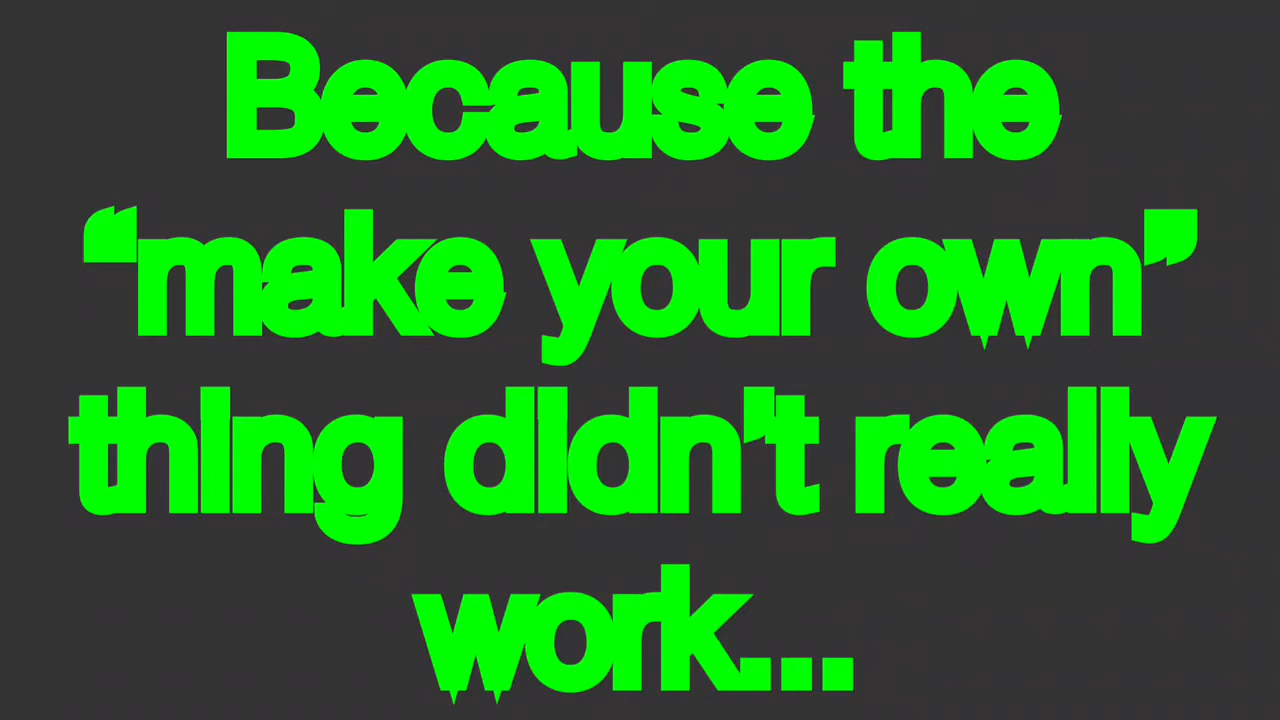 Because the
“make your own”
thing didn't really
work...